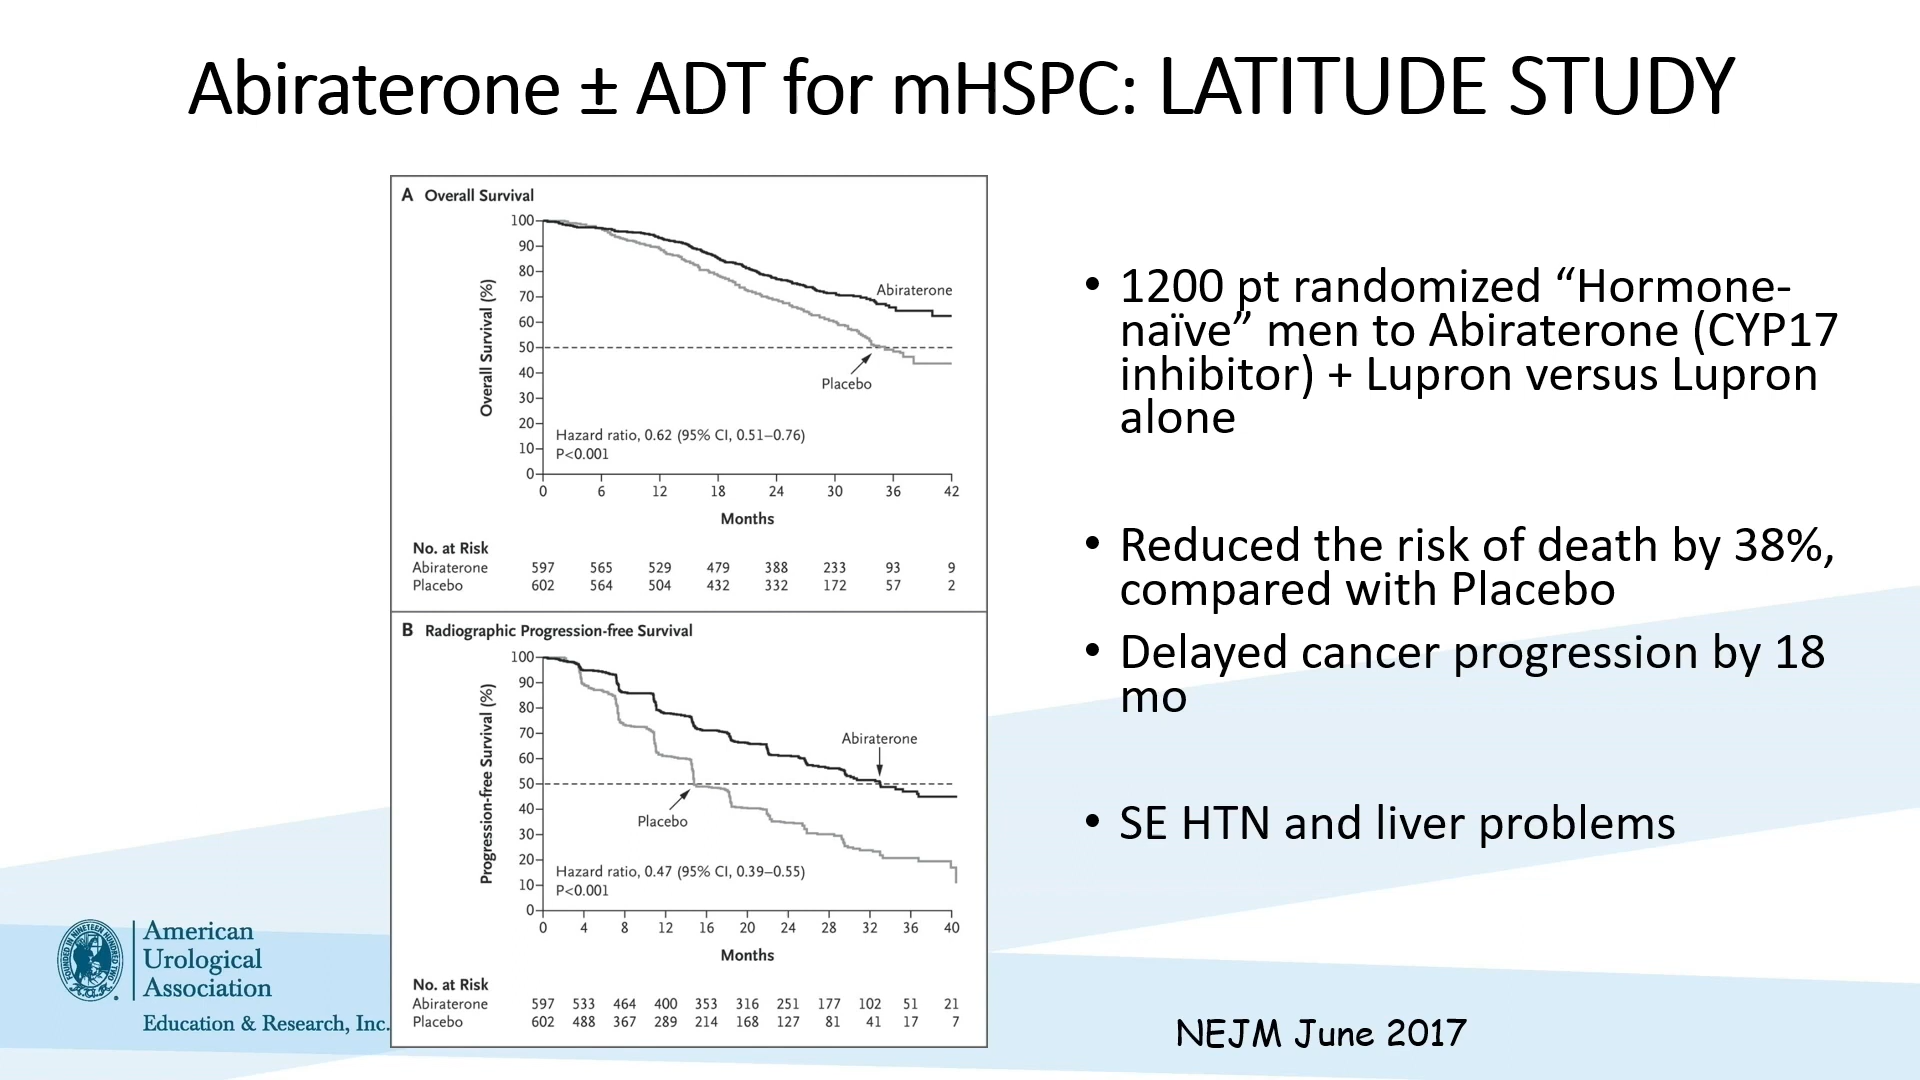 Abiraterone ± ADT for mHSPC: LATITUDE STUDY
A Overall Survival
Overall Survival (%)
100
90
80
70
60
50
40
30
20
10
0
Abiraterone
Placebo
Hazard ratio, 0.62 (95% CI, 0.51–0.76)
P<0.001
0 6 12 18 24 30 36 42
Months
No. at Risk
Abiraterone 597 565 529 479 388 233 93 9
Placebo 602 564 504 432 332 172 57 2
B Radiographic Progression-free Survival
Progression-free Survival (%)
100
90
80
70
60
50
40
30
20
10
0
Abiraterone
Placebo
Hazard ratio, 0.47 (95% CI, 0.39–0.55)
P<0.001
0 4 8 12 16 20 24 28 32 36 40
Months
No. at Risk
Abiraterone 597 533 464 400 353 316 251 177 102 51 21
Placebo 602 488 367 289 214 168 127 81 41 17 7
• 1200 pt randomized “Hormone-
naïve” men to Abiraterone (CYP17
inhibitor) + Lupron versus Lupron
alone
• Reduced the risk of death by 38%,
compared with Placebo
• Delayed cancer progression by 18
mo
• SE HTN and liver problems
American
Urological
Association
Education & Research, Inc.
NEJM June 2017